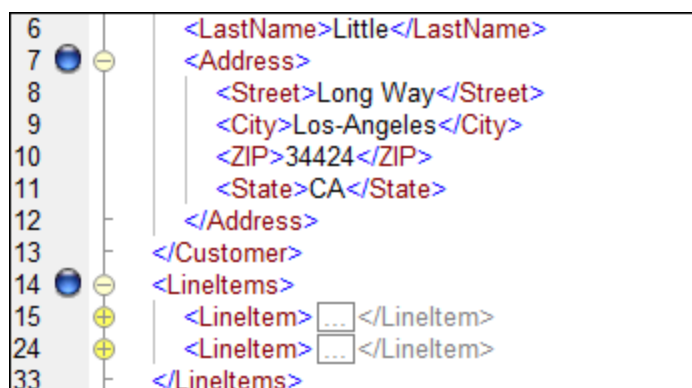 6 <LastName>Little</LastName>
7 <Address>
8 <Street>Long Way</Street>
9 <City>Los-Angeles</City>
10 <ZIP>34424</ZIP>
11 <State>CA</State>
12 </Address>
13 </Customer>
14 <LineItems>
15 <LineItem> ... </LineItem>
24 <LineItem> ... </LineItem>
33 </LineItems>